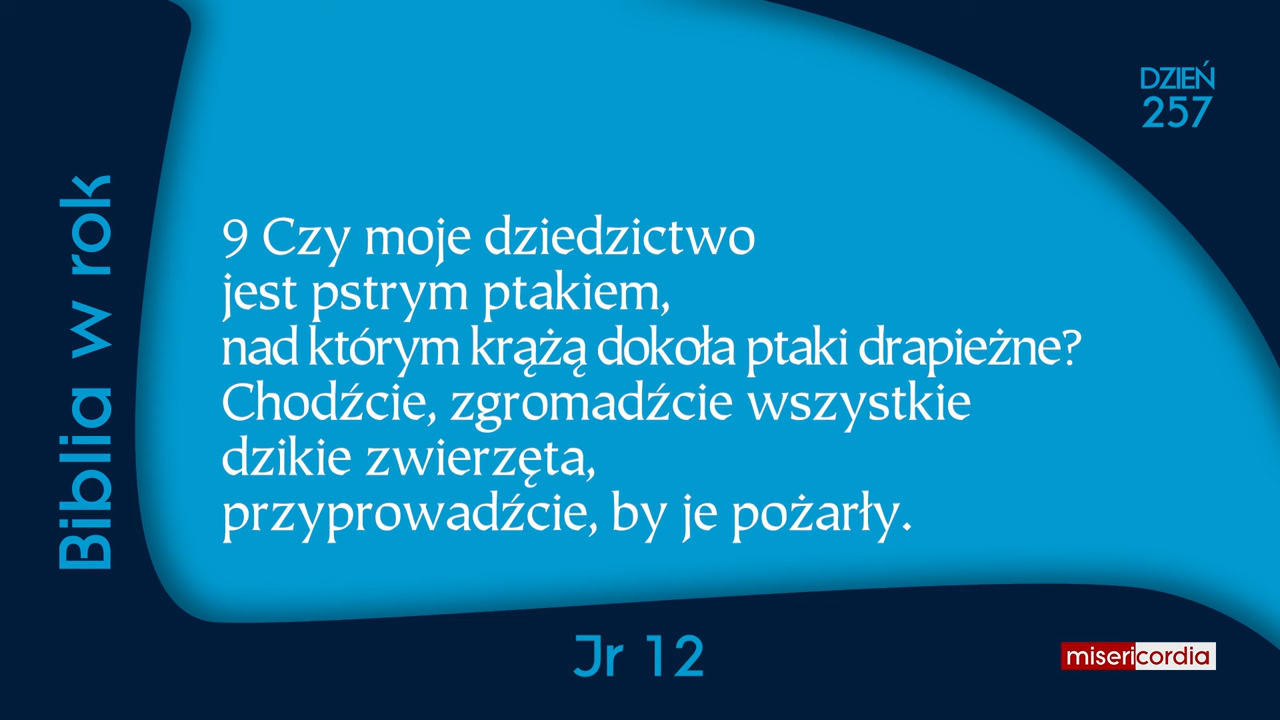 DZIEŃ
257
Biblia w rok
9 Czy moje dziedzictwo
jest pstrym ptakiem,
nad którym krążą dokoła ptaki drapieżne?
Chodźcie, zgromadźcie wszystkie
dzikie zwierzęta,
przyprowadźcie, by je pożarły.
Jr 12
misericordia